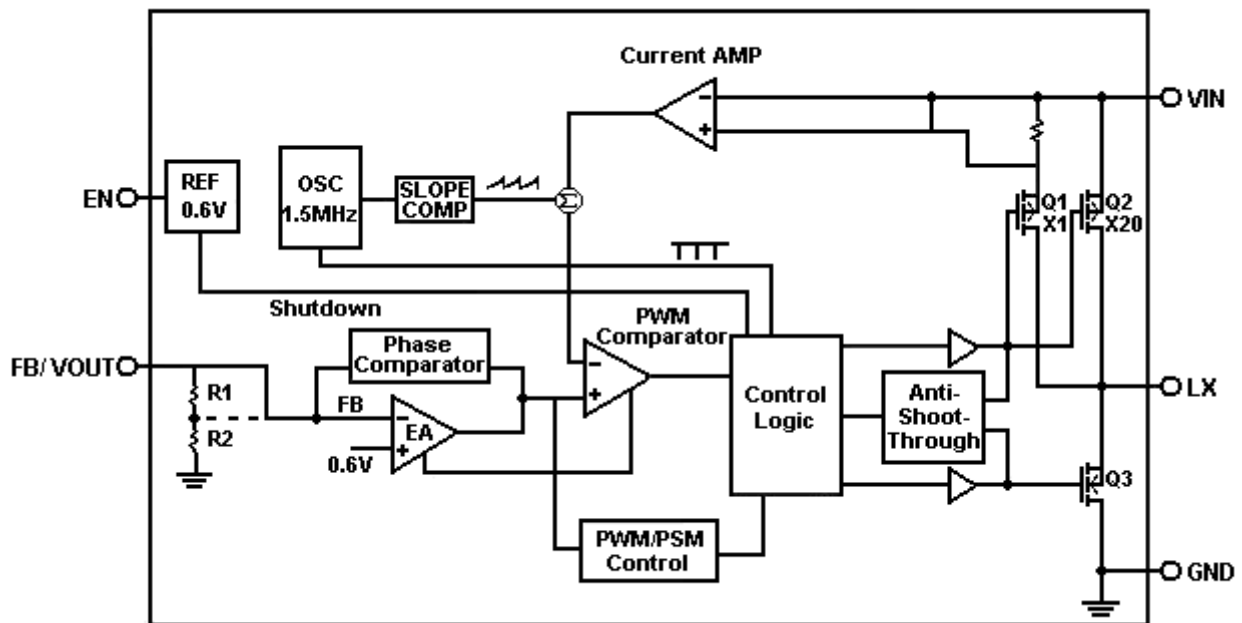 Current AMP
VIN
EN
REF
0.6V
OSC
1.5MHz
SLOPE
COMP
Σ
Q1
X1
Q2
X20
Shutdown
PWM
Comparator
FB/ VOUT
R1
R2
Phase
Comparator
FB
EA
0.6V
Control
Logic
Anti-
Shoot-
Through
LX
Q3
PWM/PSM
Control
GND